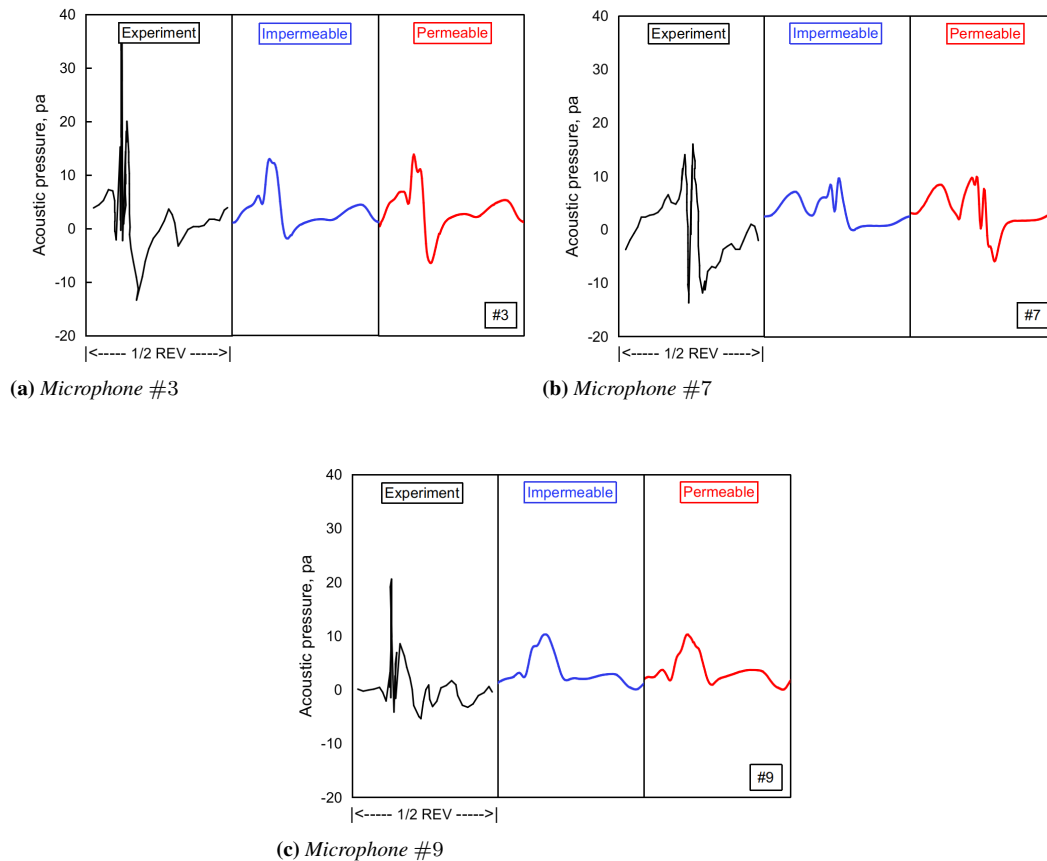 40
30
20
10
0
-10
-20
Acoustic pressure, pa
Experiment
Impermeable
Permeable
#3
|<----- 1/2 REV ----->|
(a) Microphone #3
40
30
20
10
0
-10
-20
Acoustic pressure, pa
Experiment
Impermeable
Permeable
#7
|<----- 1/2 REV ----->|
(b) Microphone #7
40
30
20
10
0
-10
-20
Acoustic pressure, pa
Experiment
Impermeable
Permeable
#9
|<----- 1/2 REV ----->|
(c) Microphone #9